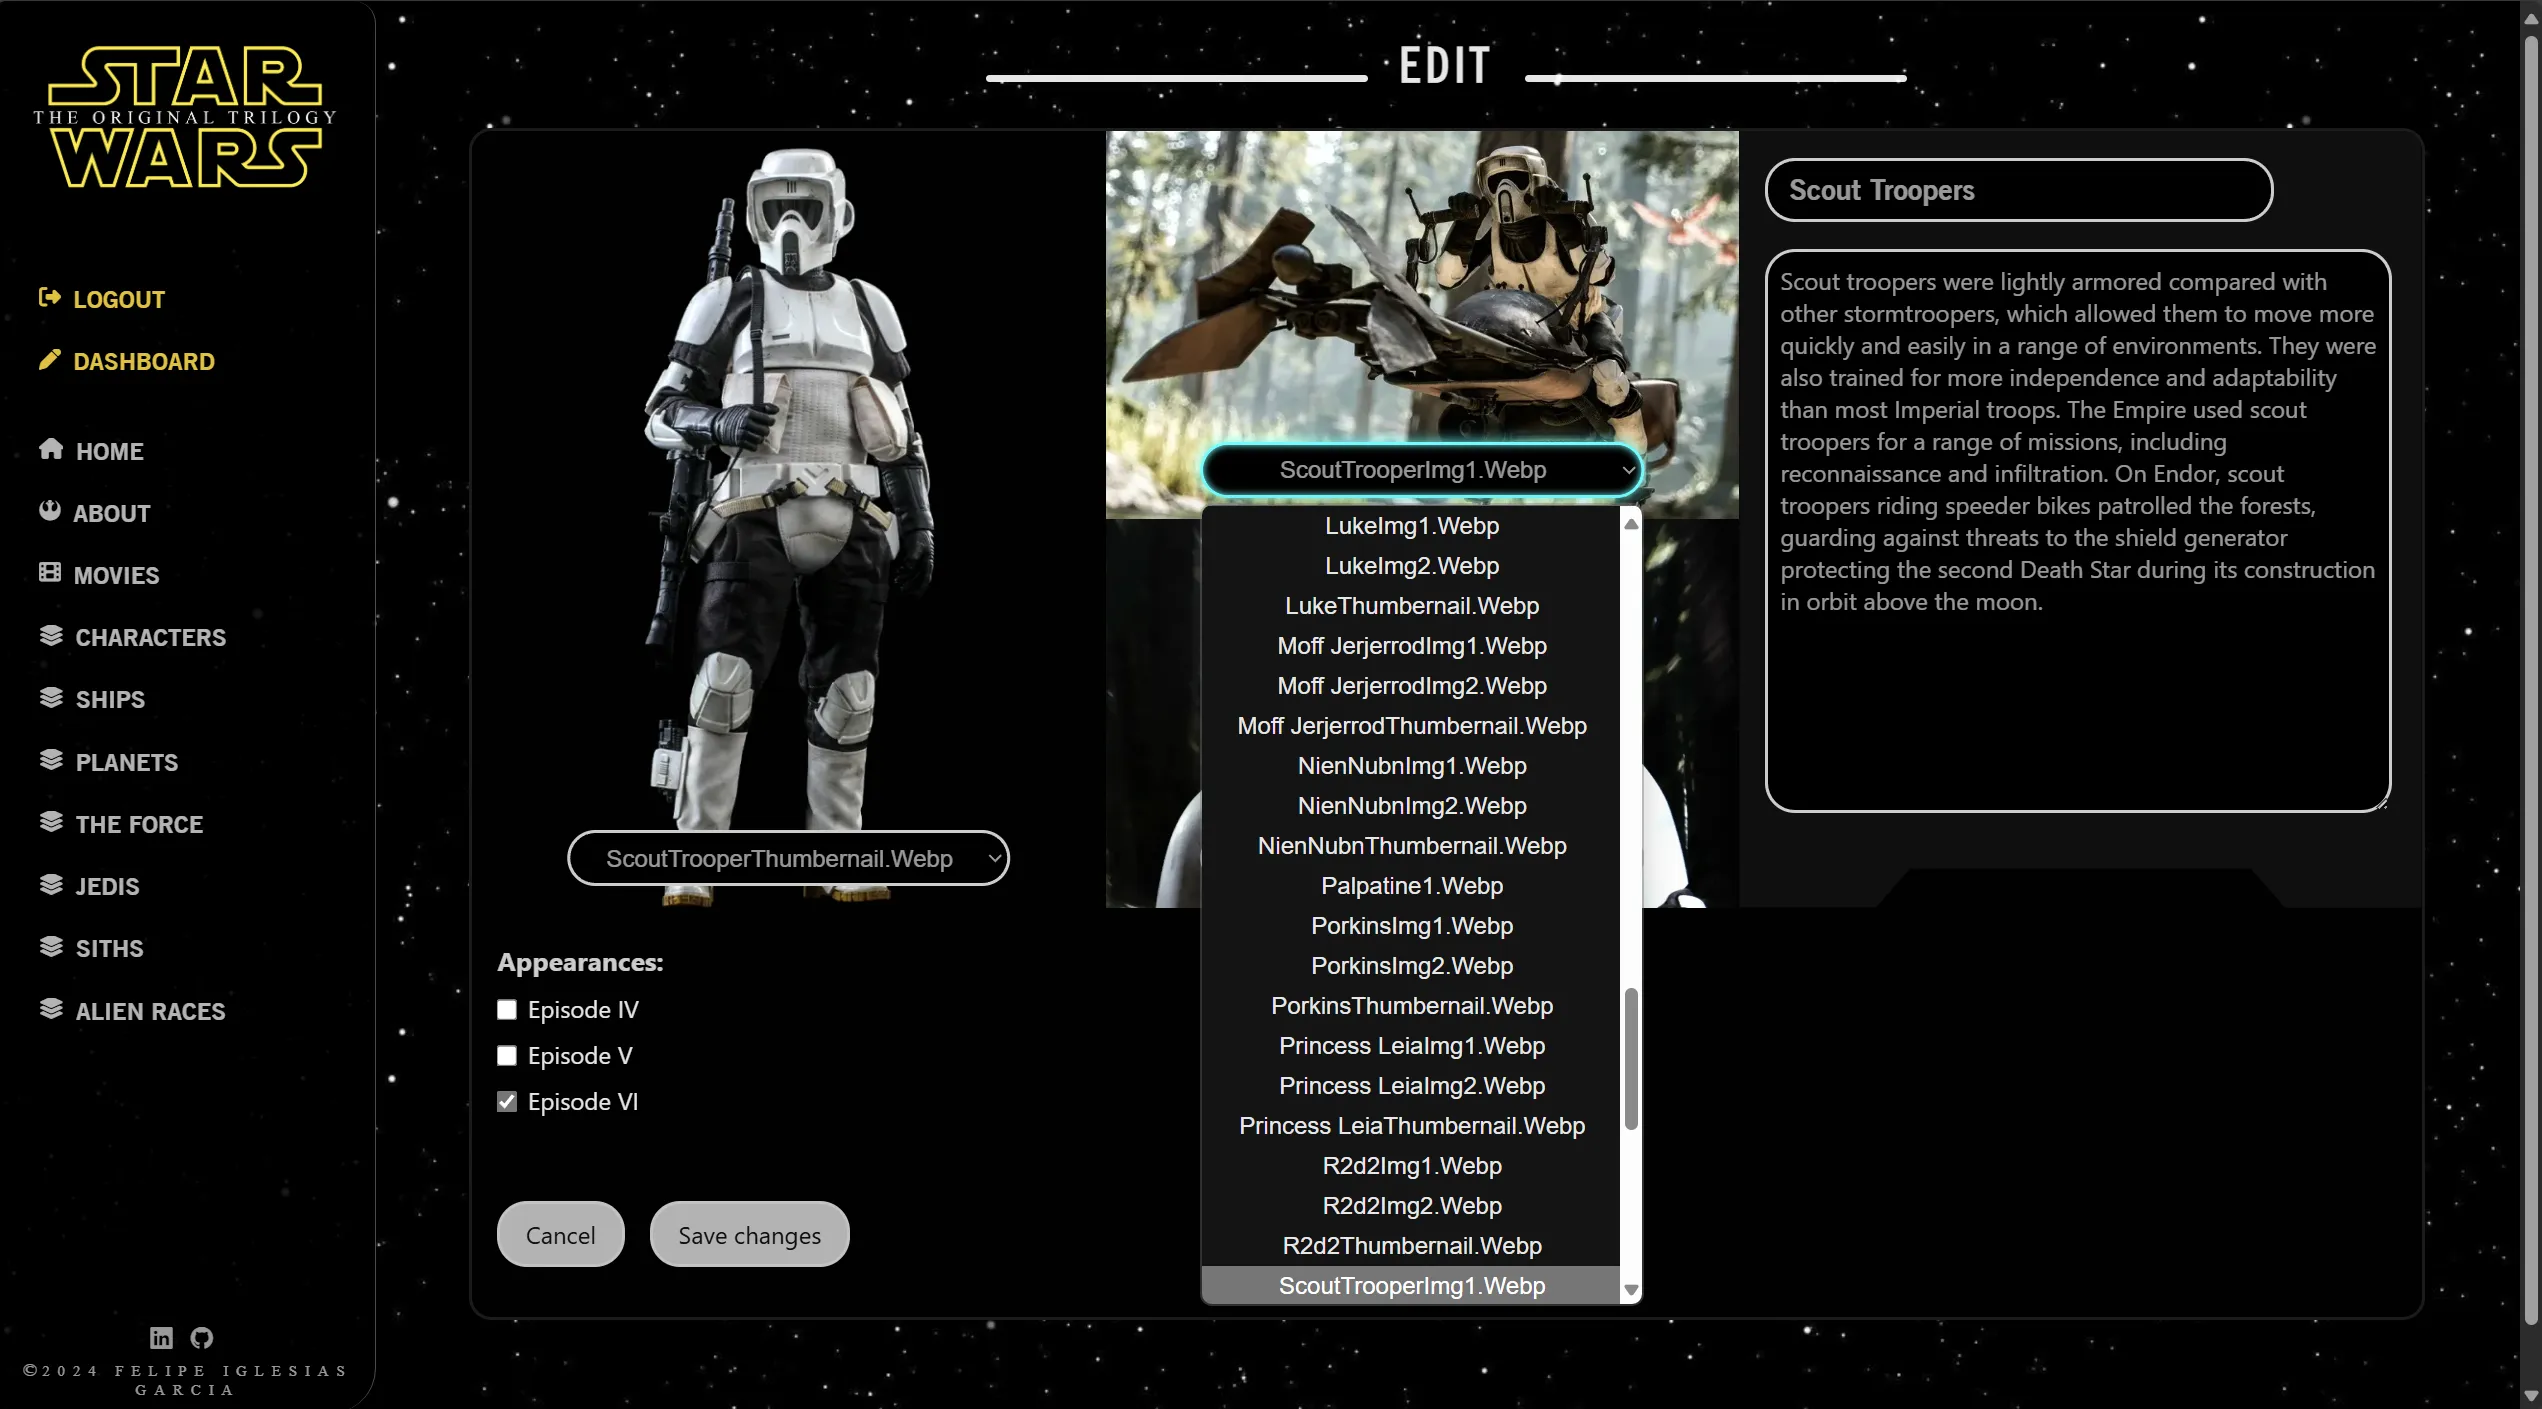 STAR
THE ORIGINAL TRILOGY
WARS
LOGOUT
DASHBOARD
HOME
ABOUT
MOVIES
CHARACTERS
SHIPS
PLANETS
THE FORCE
JEDIS
SITHS
ALIEN RACES
in
©2024 FELIPE IGLESIAS
GARCIA
EDIT
ScoutTrooperThumbernail.Webp
Appearances:
Episode IV
Episode V
Episode VI
Cancel
Save changes
ScoutTrooperImg1.Webp
LukeImg1.Webp
LukeImg2.Webp
LukeThumbernail.Webp
Moff JerjerrodImg1.Webp
Moff JerjerrodImg2.Webp
Moff JerjerrodThumbernail.Webp
NienNubnImg1.Webp
NienNubnImg2.Webp
NienNubnThumbernail.Webp
Palpatine1.Webp
PorkinsImg1.Webp
PorkinsImg2.Webp
PorkinsThumbernail.Webp
Princess LeiaImg1.Webp
Princess LeiaImg2.Webp
Princess LeiaThumbernail.Webp
R2d2Img1.Webp
R2d2Img2.Webp
R2d2Thumbernail.Webp
ScoutTrooperImg1.Webp
Scout Troopers
Scout troopers were lightly armored compared with
other stormtroopers, which allowed them to move more
quickly and easily in a range of environments. They were
also trained for more independence and adaptability
than most Imperial troops. The Empire used scout
troopers for a range of missions, including
reconnaissance and infiltration. On Endor, scout
troopers riding speeder bikes patrolled the forests,
guarding against threats to the shield generator
protecting the second Death Star during its construction
in orbit above the moon.